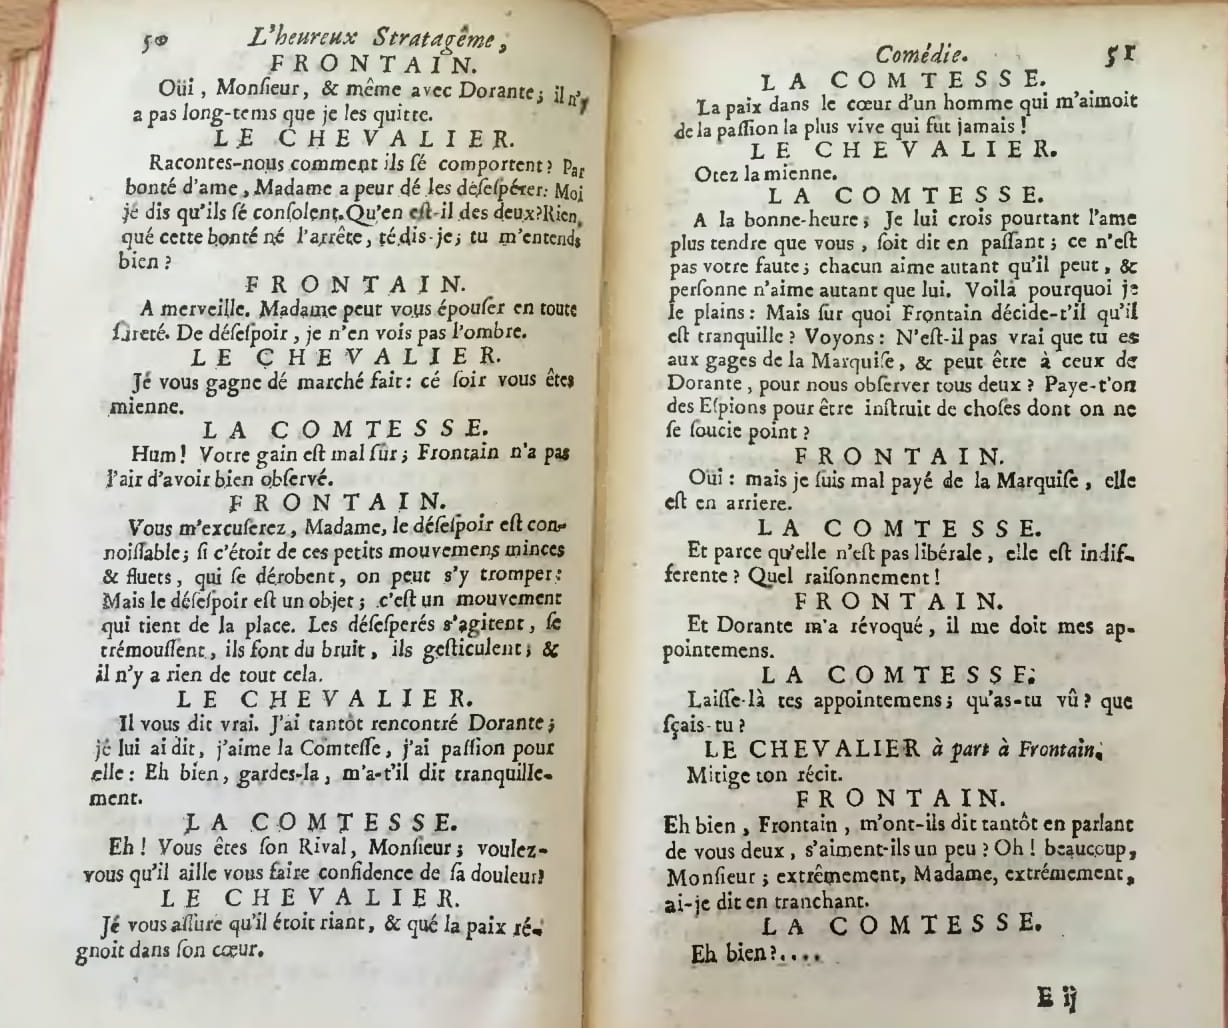 50 L'heureux Stratagême,
FRONTAIN.
Oüi, Monſieur, & même avec Dorante; il n'y
a pas long-tems que je les quitte.
LE CHEVALIER.
Racontes-nous comment ils ſé comportent? Par
bonté d'ame, Madame a peur dé les déſeſpérer: Moi
jé dis qu'ils ſé conſolent. Qu'en eſt-il des deux? Rien,
qué cette bonté né l'arrête, té dis-je; tu m'entends
bien?
FRONTAIN.
A merveille. Madame peut vous épouſer en toute
ſûreté. De déſeſpoir, je n'en vois pas l'ombre.
LE CHEVALIER.
Jé vous gagne dé marché fait: cé ſoir vous êtes
mienne.
LA COMTESSE.
Hum! Votre gain eſt mal ſûr; Frontain n'a pas
l'air d'avoir bien obſervé.
FRONTAIN.
Vous m'excuſerez, Madame, le déſeſpoir eſt con-
noiſſable; ſi c'étoit de ces petits mouvemens minces
& fluets, qui ſe dérobent, on peut s'y tromper:
Mais le déſeſpoir eſt un objet; c'eſt un mouvement
qui tient de la place. Les déſeſperés s'agitent, ſe
trémouſſent, ils font du bruit, ils geſticulent; &
il n'y a rien de tout cela.
LE CHEVALIER.
Il vous dit vrai. J'ai tantôt rencontré Dorante;
jé lui ai dit, j'aime la Comteſſe, j'ai paſſion pour
elle: Eh bien, gardes-la, m'a-t'il dit tranquille-
ment.
LA COMTESSE.
Eh! Vous êtes ſon Rival, Monſieur; voulez-
vous qu'il aille vous faire confidence de ſa douleur?
LE CHEVALIER.
Jé vous aſſure qu'il étoit riant, & qué la paix ré-
gnoit dans ſon cœur.
Comédie. 51
LA COMTESSE.
La paix dans le cœur d'un homme qui m'aimoit
de la paſſion la plus vive qui fut jamais!
LE CHEVALIER.
Otez la mienne.
LA COMTESSE.
A la bonne-heure; Je lui crois pourtant l'ame
plus tendre que vous, ſoit dit en paſſant; ce n'eſt
pas votre faute; chacun aime autant qu'il peut, &
perſonne n'aime autant que lui. Voilà pourquoi je
le plains: Mais ſur quoi Frontain décide-t'il qu'il
eſt tranquille? Voyons: N'eſt-il pas vrai que tu es
aux gages de la Marquiſe, & peut être à ceux de
Dorante, pour nous obſerver tous deux? Paye-t'on
des Eſpions pour être inſtruit de choſes dont on ne
ſe ſoucie point?
FRONTAIN.
Oüi: mais je ſuis mal payé de la Marquiſe, elle
eſt en arriere.
LA COMTESSE.
Et parce qu'elle n'eſt pas libérale, elle eſt indif-
ferente? Quel raiſonnement!
FRONTAIN.
Et Dorante m'a révoqué, il me doit mes ap-
pointemens.
LA COMTESSE.
Laiſſe-là tes appointemens; qu'as-tu vû? que
ſçais-tu?
LE CHEVALIER à part à Frontain.
Mitige ton récit.
FRONTAIN.
Eh bien, Frontain, m'ont-ils dit tantôt en parlant
de vous deux, s'aiment-ils un peu? Oh! beaucoup,
Monſieur; extrêmement, Madame, extrémement,
ai-je dit en tranchant.
LA COMTESSE.
Eh bien?....
E ij